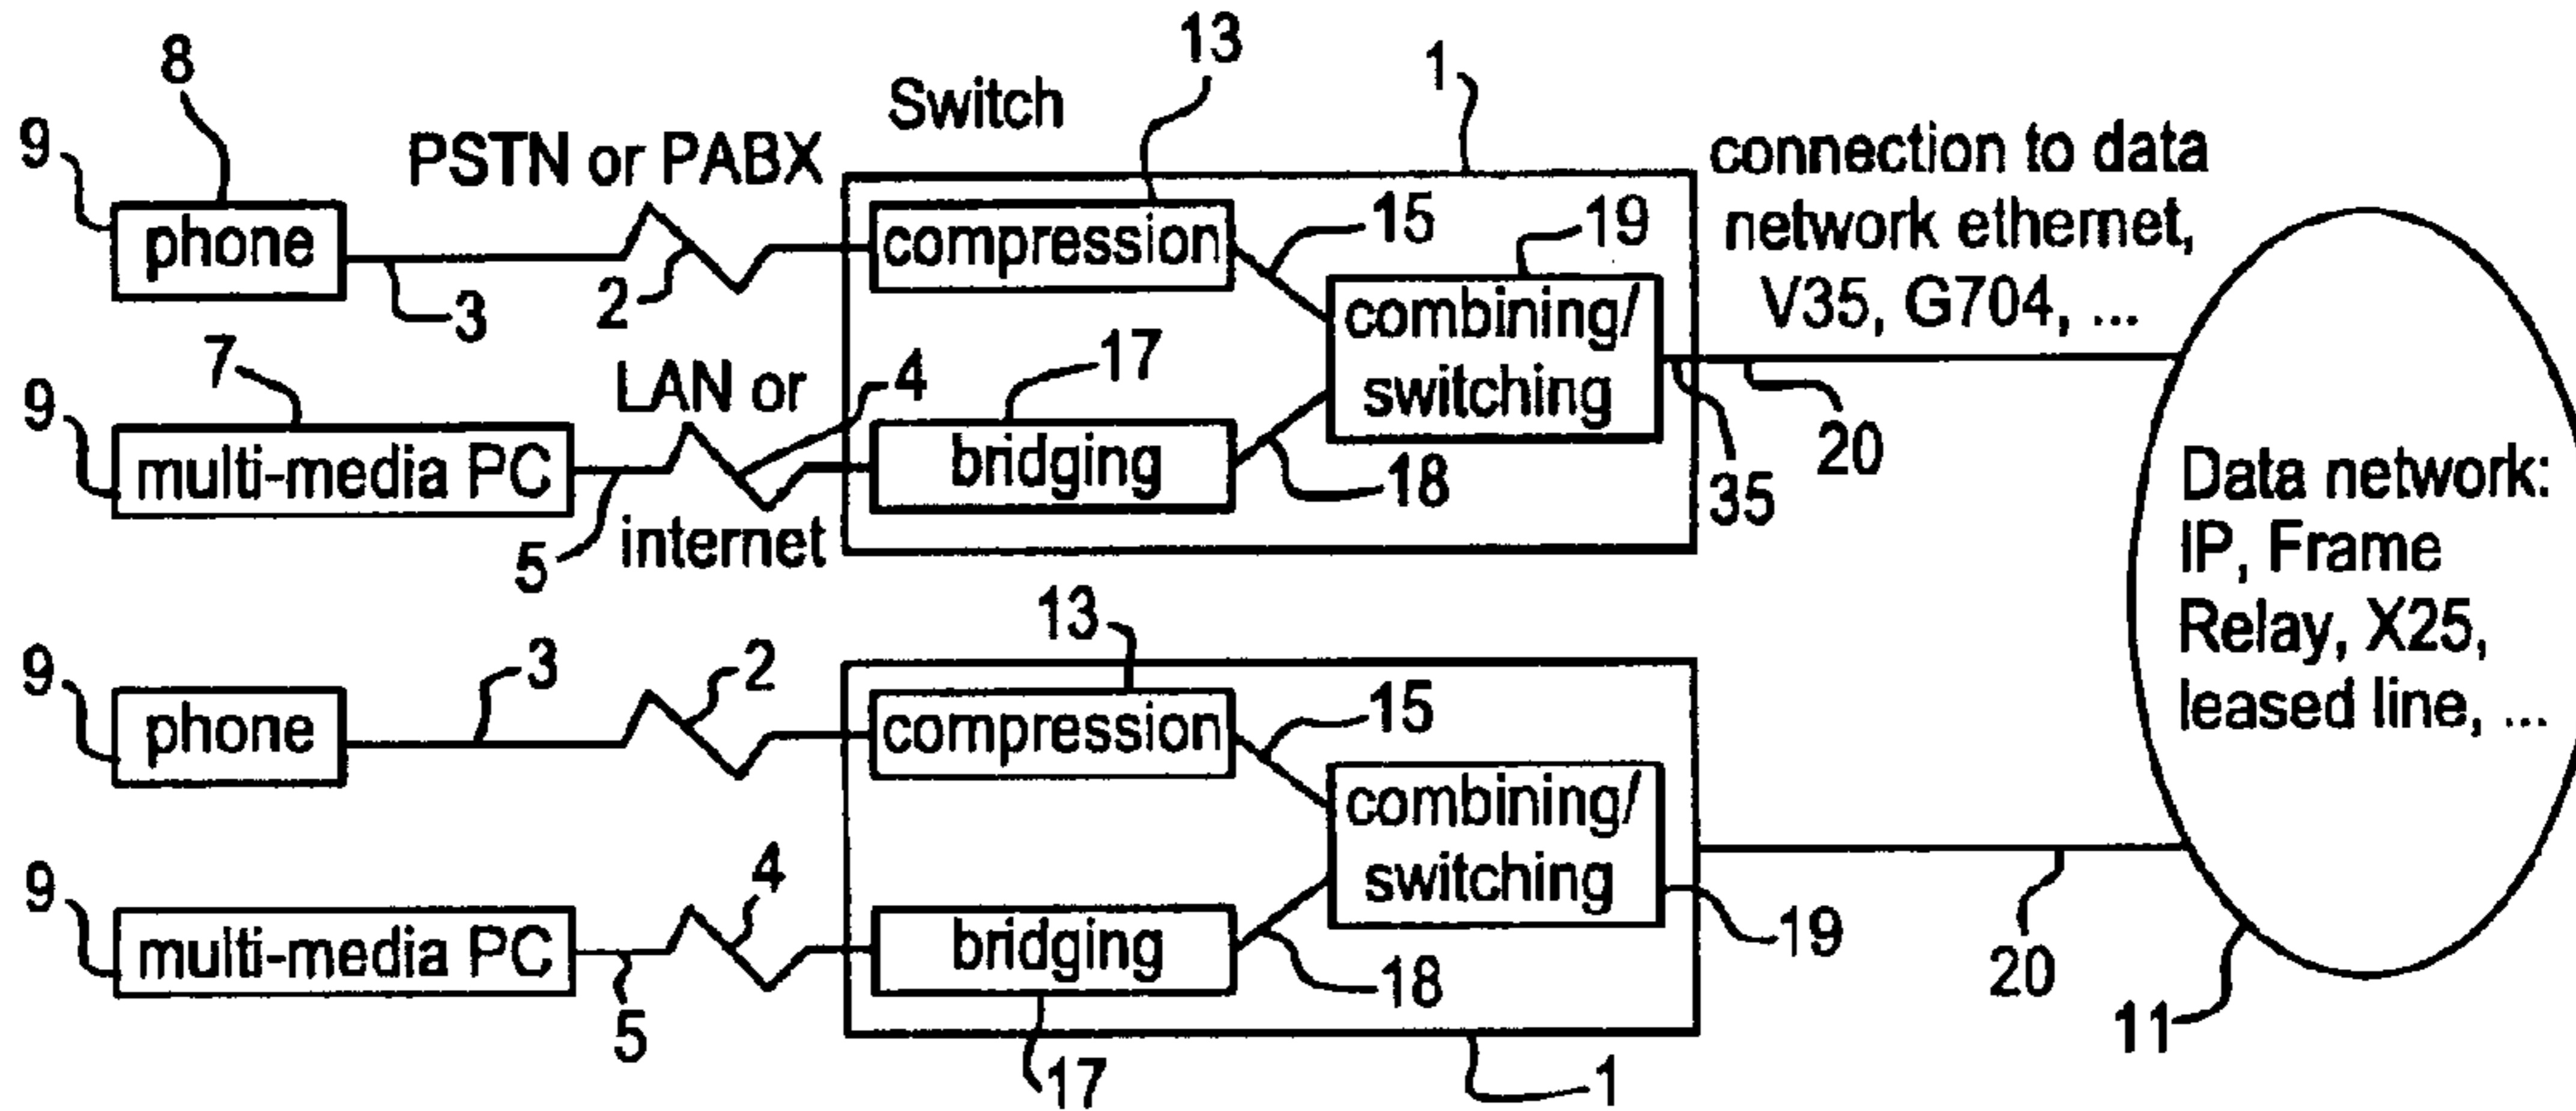 13
8
1
Switch
9
PSTN or PABX
connection to data
network ethernet,
V35, G704, ...
phone
compression
15
19
3
2
combining/
switching
7
LAN or
4
17
9
multi-media PC
bridging
18
35
20
5
internet
Data network:
IP, Frame
Relay, X25,
leased line, ...
13
9
3
2
phone
compression
15
combining/
switching
9
4
multi-media PC
bridging
18
19
5
20
11
17
1